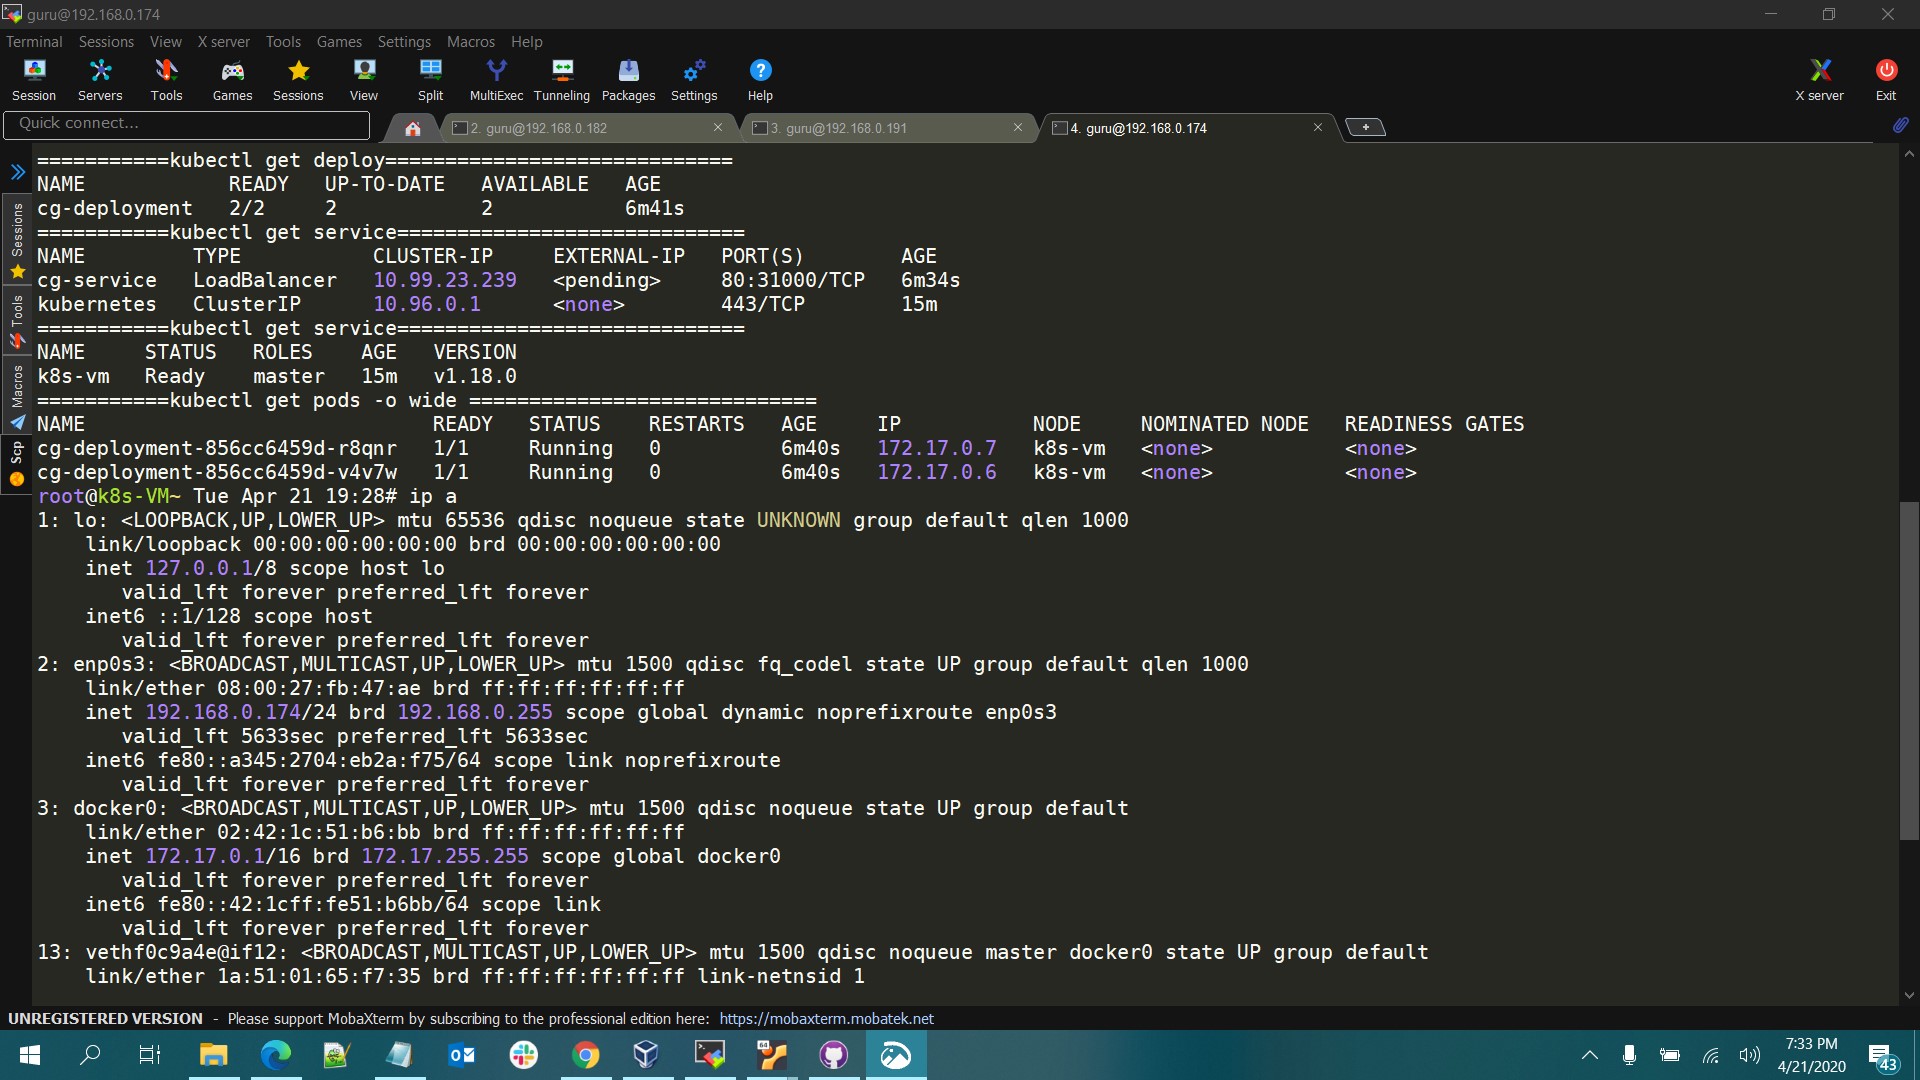 guru@192.168.0.174
Terminal Sessions View X server Tools Games Settings Macros Help
Session Servers Tools Games Sessions View Split MultiExec Tunneling Packages Settings Help X server Exit
Quick connect...
2. guru@192.168.0.182 3. guru@192.168.0.191 4. guru@192.168.0.174
Sessions
Tools
Macros
Scp
===========kubectl get deploy=============================
NAME            READY   UP-TO-DATE   AVAILABLE   AGE
cg-deployment   2/2     2            2           6m41s
===========kubectl get service=============================
NAME         TYPE           CLUSTER-IP     EXTERNAL-IP   PORT(S)        AGE
cg-service   LoadBalancer   10.99.23.239   <pending>     80:31000/TCP   6m34s
kubernetes   ClusterIP      10.96.0.1      <none>        443/TCP        15m
===========kubectl get service=============================
NAME     STATUS   ROLES    AGE   VERSION
k8s-vm   Ready    master   15m   v1.18.0
===========kubectl get pods -o wide =============================
NAME                             READY   STATUS    RESTARTS   AGE     IP           NODE     NOMINATED NODE   READINESS GATES
cg-deployment-856cc6459d-r8qnr   1/1     Running   0          6m40s   172.17.0.7   k8s-vm   <none>           <none>
cg-deployment-856cc6459d-v4v7w   1/1     Running   0          6m40s   172.17.0.6   k8s-vm   <none>           <none>
root@k8s-VM~ Tue Apr 21 19:28# ip a
1: lo: <LOOPBACK,UP,LOWER_UP> mtu 65536 qdisc noqueue state UNKNOWN group default qlen 1000
    link/loopback 00:00:00:00:00:00 brd 00:00:00:00:00:00
    inet 127.0.0.1/8 scope host lo
       valid_lft forever preferred_lft forever
    inet6 ::1/128 scope host
       valid_lft forever preferred_lft forever
2: enp0s3: <BROADCAST,MULTICAST,UP,LOWER_UP> mtu 1500 qdisc fq_codel state UP group default qlen 1000
    link/ether 08:00:27:fb:47:ae brd ff:ff:ff:ff:ff:ff
    inet 192.168.0.174/24 brd 192.168.0.255 scope global dynamic noprefixroute enp0s3
       valid_lft 5633sec preferred_lft 5633sec
    inet6 fe80::a345:2704:eb2a:f75/64 scope link noprefixroute
       valid_lft forever preferred_lft forever
3: docker0: <BROADCAST,MULTICAST,UP,LOWER_UP> mtu 1500 qdisc noqueue state UP group default
    link/ether 02:42:1c:51:b6:bb brd ff:ff:ff:ff:ff:ff
    inet 172.17.0.1/16 brd 172.17.255.255 scope global docker0
       valid_lft forever preferred_lft forever
    inet6 fe80::42:1cff:fe51:b6bb/64 scope link
       valid_lft forever preferred_lft forever
13: vethf0c9a4e@if12: <BROADCAST,MULTICAST,UP,LOWER_UP> mtu 1500 qdisc noqueue master docker0 state UP group default
    link/ether 1a:51:01:65:f7:35 brd ff:ff:ff:ff:ff:ff link-netnsid 1
UNREGISTERED VERSION - Please support MobaXterm by subscribing to the professional edition here: https://mobaxterm.mobatek.net
7:33 PM
4/21/2020
43